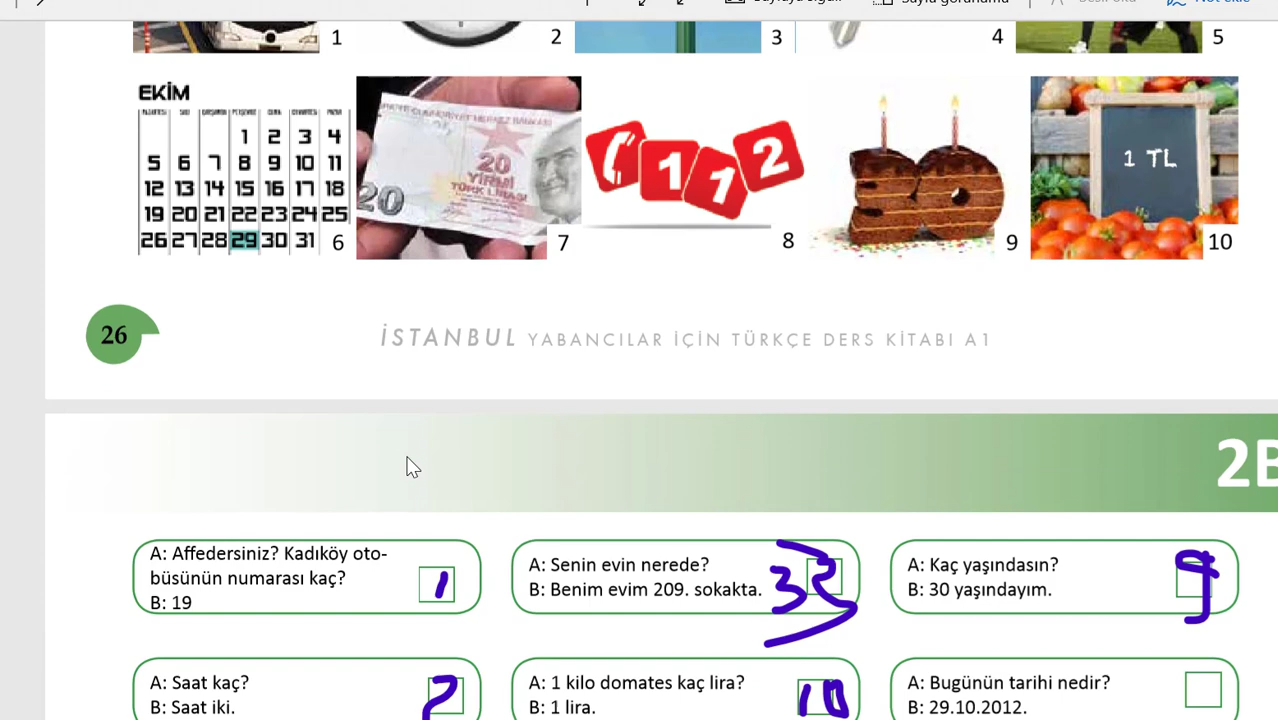 1
2
3
4
5
EKİM
1 2 3 4
5 6 7 8 9 10 11
12 13 14 15 16 17 18
19 20 21 22 23 24 25
26 27 28 29 30 31
6
20
YİRMİ
TÜRK LİRASI
20
7
112
8
30
9
1 TL
10
26
İSTANBUL YABANCILAR İÇİN TÜRKÇE DERS KİTABI A1
2B
A: Affedersiniz? Kadıköy oto-
büsünün numarası kaç?
B: 19
1
A: Senin evin nerede?
B: Benim evim 209. sokakta.
A: Kaç yaşındasın?
B: 30 yaşındayım.
9
A: Saat kaç?
B: Saat iki.
2
A: 1 kilo domates kaç lira?
B: 1 lira.
10
A: Bugünün tarihi nedir?
B: 29.10.2012.